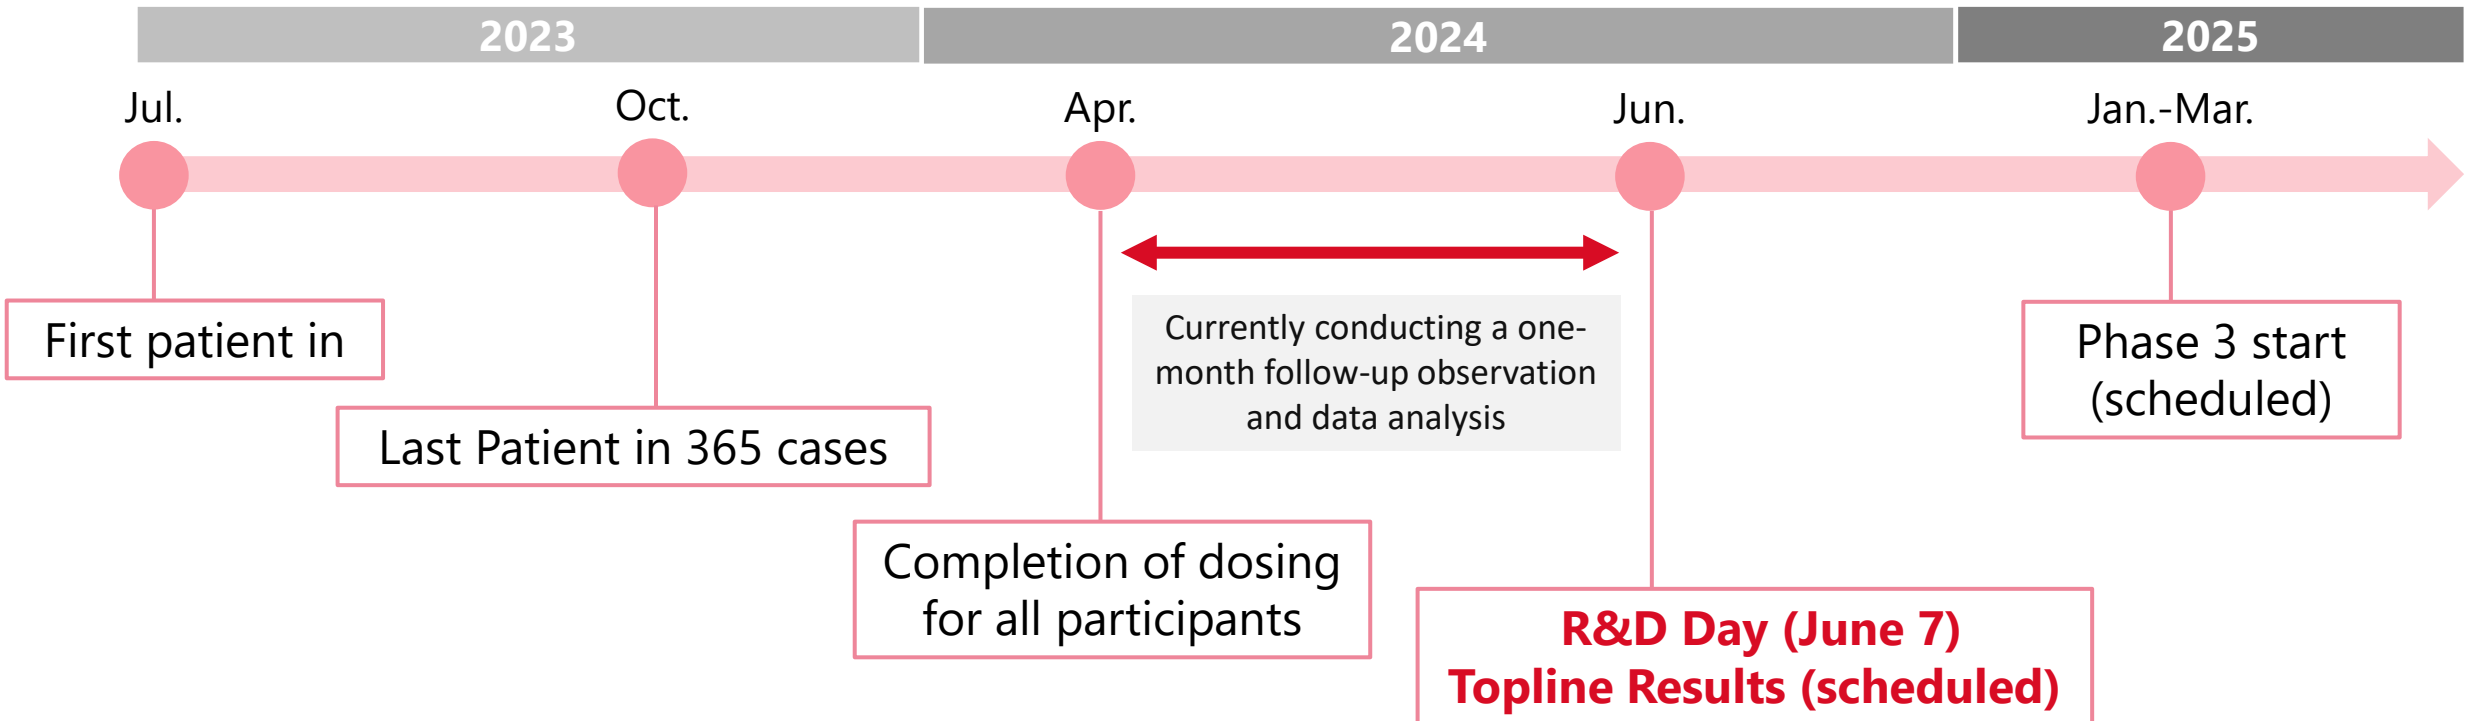 2023
2024
2025
Jul.
Oct.
Apr.
Jun.
Jan.-Mar.
First patient in
Last Patient in 365 cases
Completion of dosing
for all participants
Currently conducting a one-
month follow-up observation
and data analysis
R&D Day (June 7)
Topline Results (scheduled)
Phase 3 start
(scheduled)